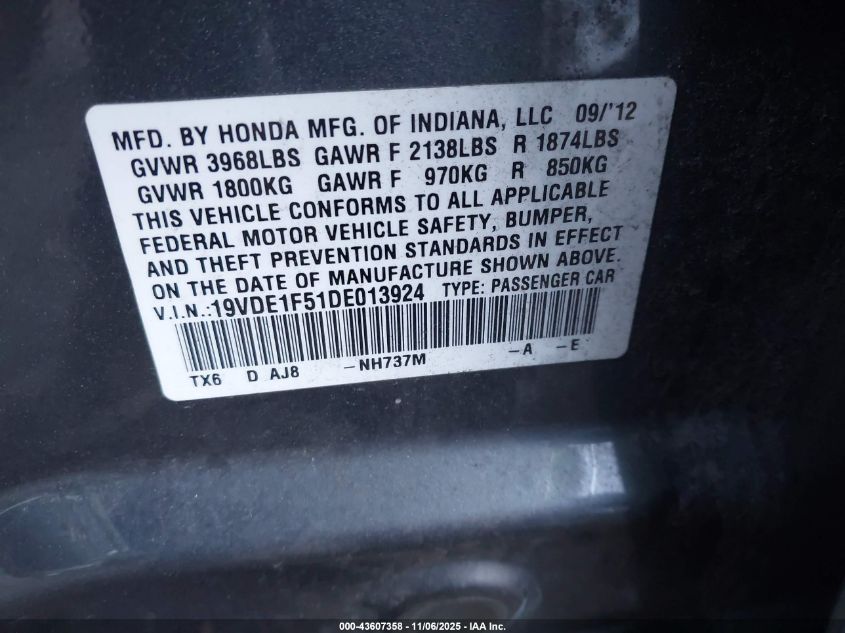 MFD. BY HONDA MFG. OF INDIANA, LLC 09/'12
GVWR 3968LBS GAWR F 2138LBS R 1874LBS
GVWR 1800KG GAWR F 970KG R 850KG
THIS VEHICLE CONFORMS TO ALL APPLICABLE
FEDERAL MOTOR VEHICLE SAFETY, BUMPER,
AND THEFT PREVENTION STANDARDS IN EFFECT
ON THE DATE OF MANUFACTURE SHOWN ABOVE.
V.I.N.:19VDE1F51DE013924 TYPE: PASSENGER CAR
TX6 D AJ8 -NH737M -A -E
000-43607358 - 11/06/2025 - IAA Inc.